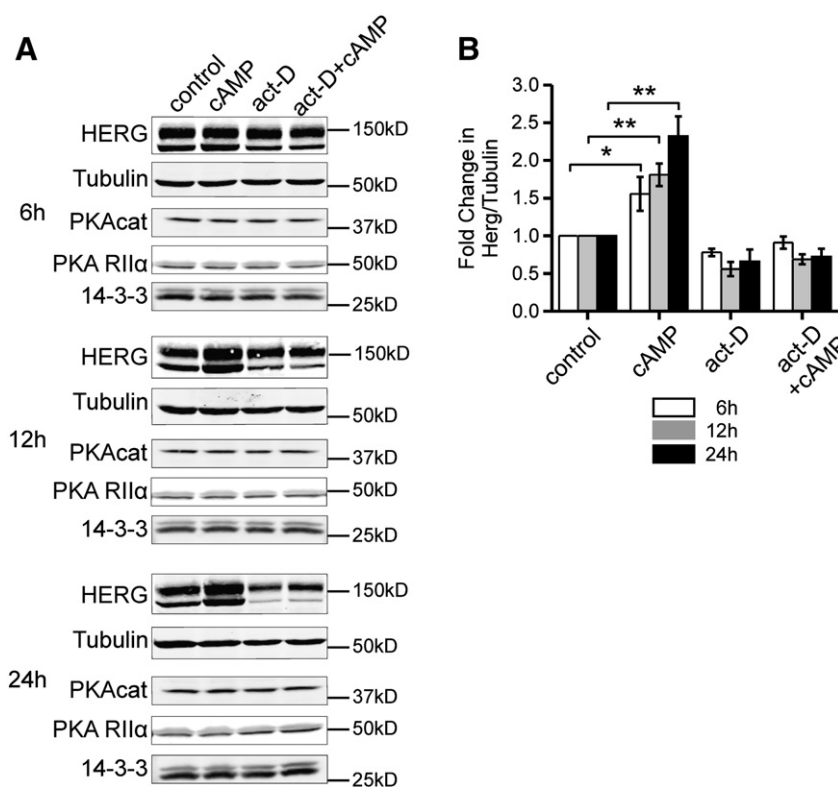 A
control
cAMP
act-D
act-D+cAMP
6h
HERG
150kD
Tubulin
50kD
PKAcat
37kD
PKA RIIα
50kD
14-3-3
25kD
12h
HERG
150kD
Tubulin
50kD
PKAcat
37kD
PKA RIIα
50kD
14-3-3
25kD
24h
HERG
150kD
Tubulin
50kD
PKAcat
37kD
PKA RIIα
50kD
14-3-3
25kD
B
Fold Change in
Herg/Tubulin
3.0
2.5
2.0
1.5
1.0
0.5
0.0
**
**
*
control
cAMP
act-D
act-D
+cAMP
6h
12h
24h